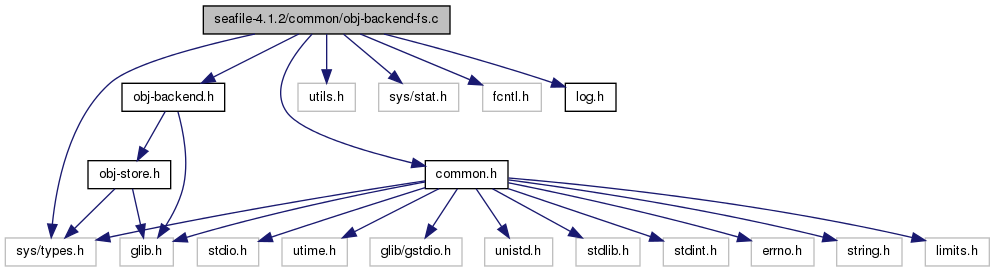 seafile-4.1.2/common/obj-backend-fs.c
obj-backend.h
utils.h
sys/stat.h
fcntl.h
log.h
obj-store.h
common.h
sys/types.h
glib.h
stdio.h
utime.h
glib/gstdio.h
unistd.h
stdlib.h
stdint.h
errno.h
string.h
limits.h